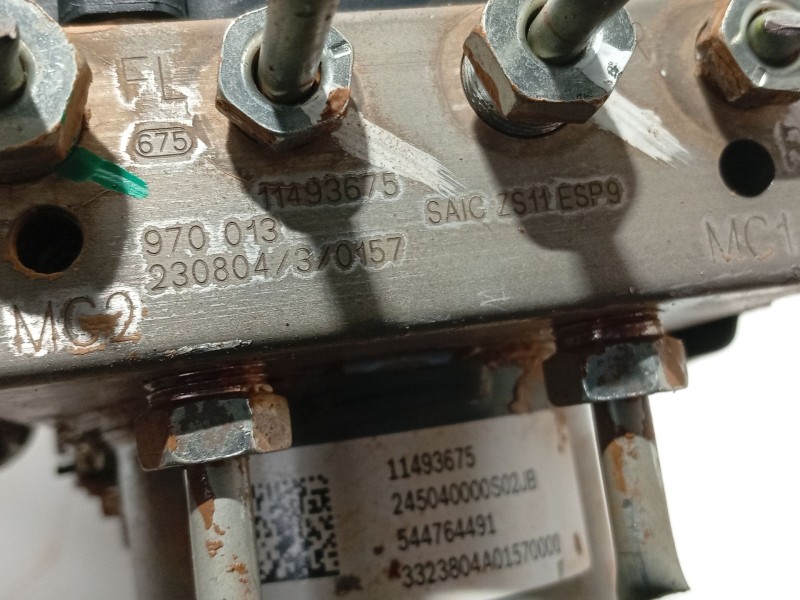 FL
675
11493675
SAIC ZS11 ESP9
970 013
230804/3/0157
MC1
MC2
11493675
245040000S02JB
544764491
3323804A01570000